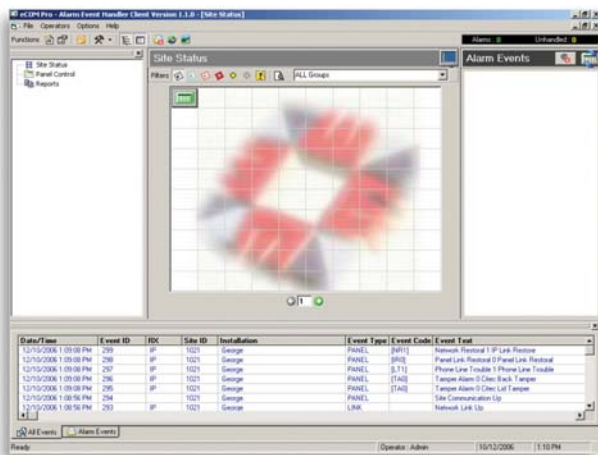 eCOM Pro - Alarm Event Handler Client Version 1.1.0 - [Site Status]
File Operators Options Help
Functions
Alarms : 0 Unhandled : 0
Site Status
Panel Control
Reports
Site Status
Filters
ALL Groups
Alarm Events
1
Date/Time Event ID RX Site ID Installation Event Type Event Code Event Text
12/10/2006 1:09:08 PM 299 IP 1021 George PANEL [NR1] Network Restoral 1 IP Link Restore
12/10/2006 1:09:08 PM 298 IP 1021 George PANEL [IR0] Panel Link Restoral 0 Panel Link Restoral
12/10/2006 1:09:08 PM 297 IP 1021 George PANEL [LT1] Phone Line Trouble 1 Phone Line Trouble
12/10/2006 1:09:08 PM 296 IP 1021 George PANEL [TA0] Tamper Alarm 0 Citec Back Tamper
12/10/2006 1:09:08 PM 295 IP 1021 George PANEL [TA0] Tamper Alarm 0 Citec Lid Tamper
12/10/2006 1:08:56 PM 294 1021 George PANEL Site Communication Up
12/10/2006 1:08:56 PM 293 IP 1021 George LINK Network Link Up
All Events Alarm Events
Ready Operator : Admin 10/12/2006 1:10 PM